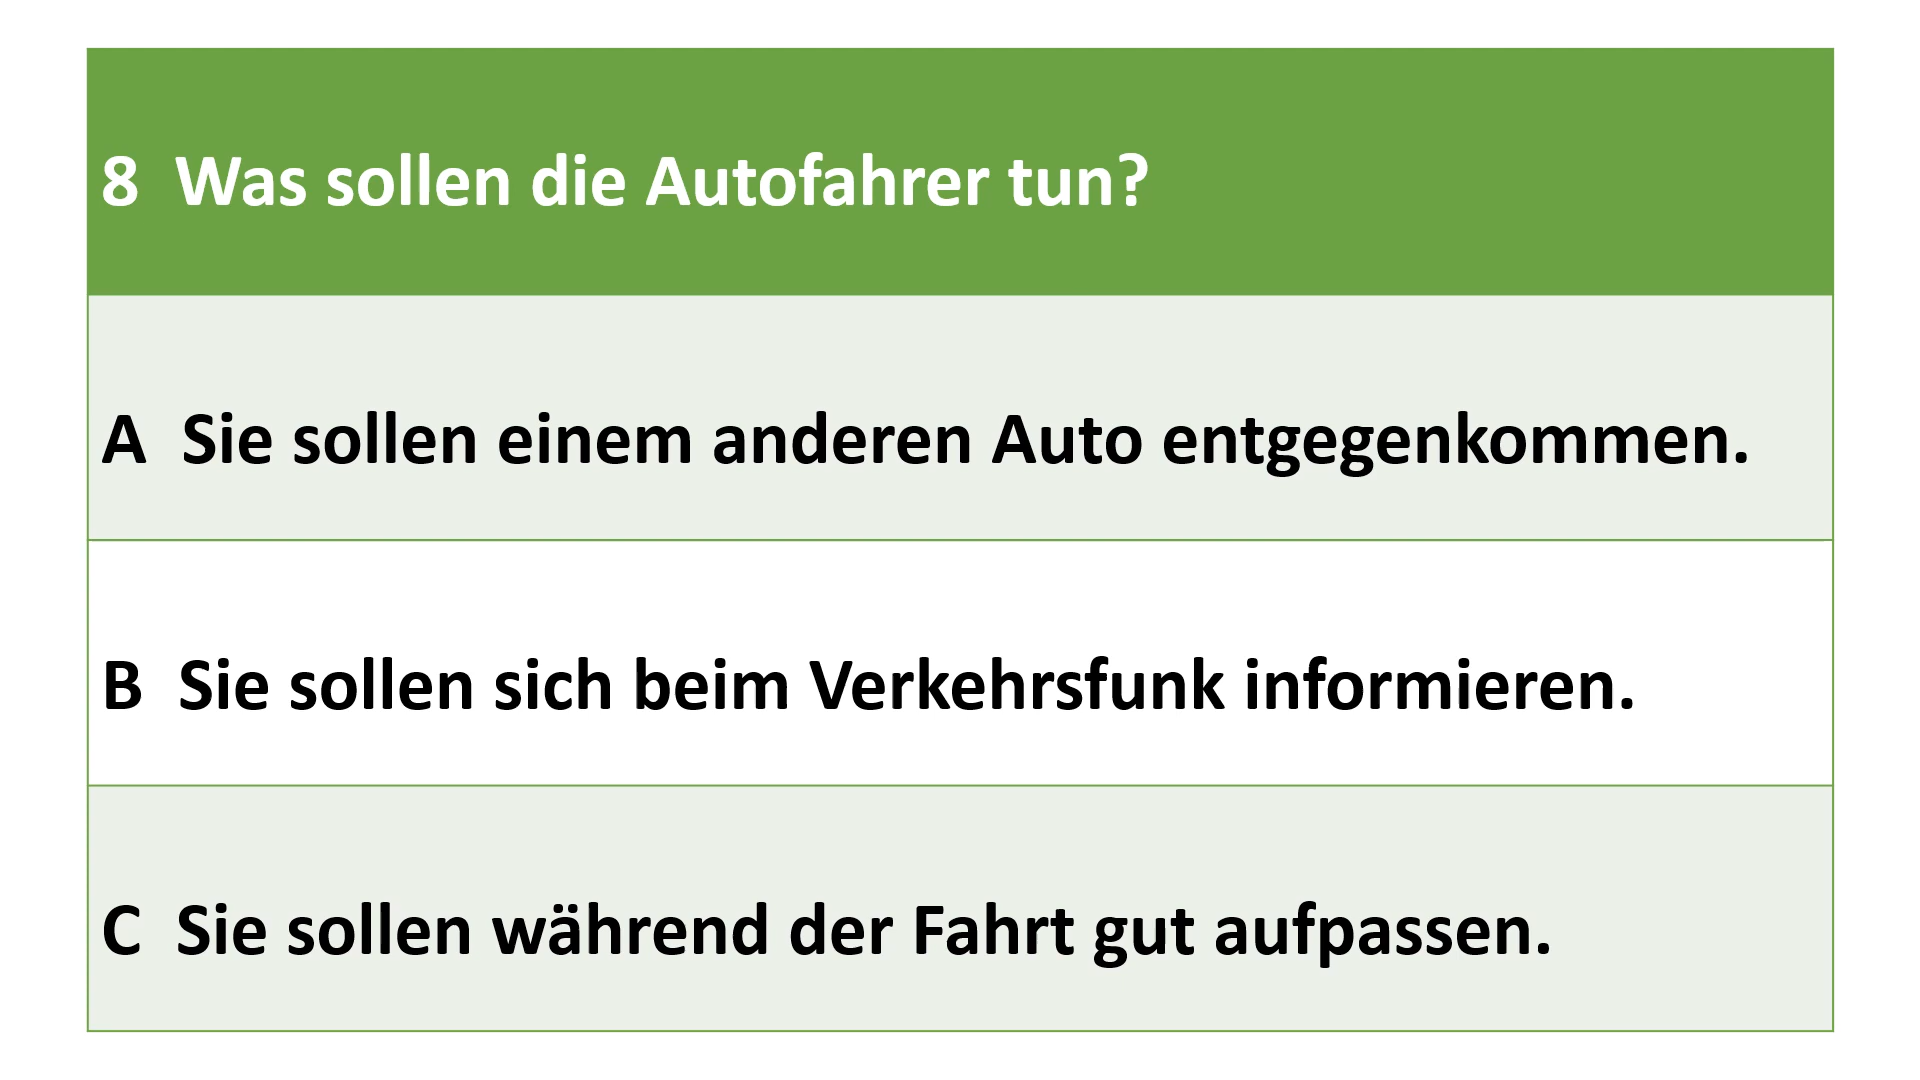 8 Was sollen die Autofahrer tun?
A Sie sollen einem anderen Auto entgegenkommen.
B Sie sollen sich beim Verkehrsfunk informieren.
C Sie sollen während der Fahrt gut aufpassen.